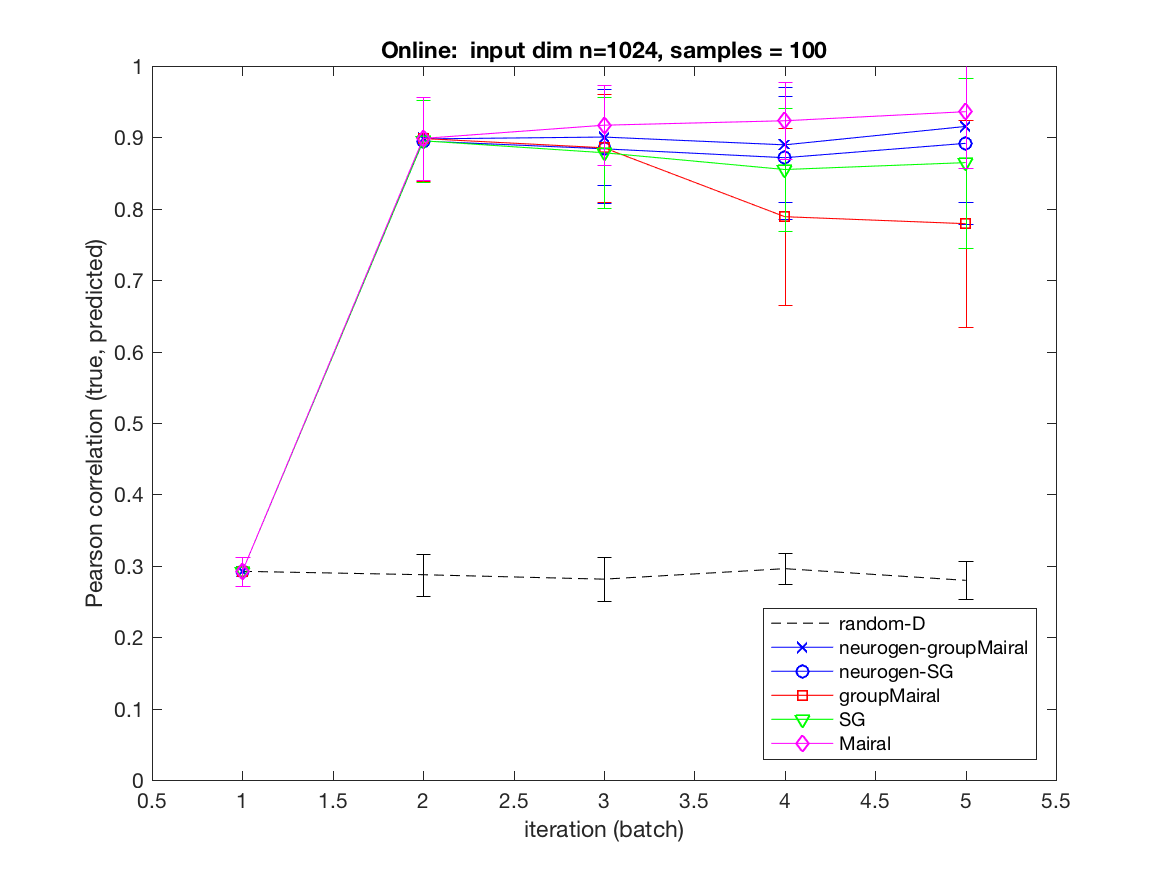 Online:  input dim n=1024, samples = 100
Pearson correlation (true, predicted)
1
0.9
0.8
0.7
0.6
0.5
0.4
0.3
0.2
0.1
0
random-D
neurogen-groupMairal
neurogen-SG
groupMairal
SG
Mairal
0.5 1 1.5 2 2.5 3 3.5 4 4.5 5 5.5
iteration (batch)